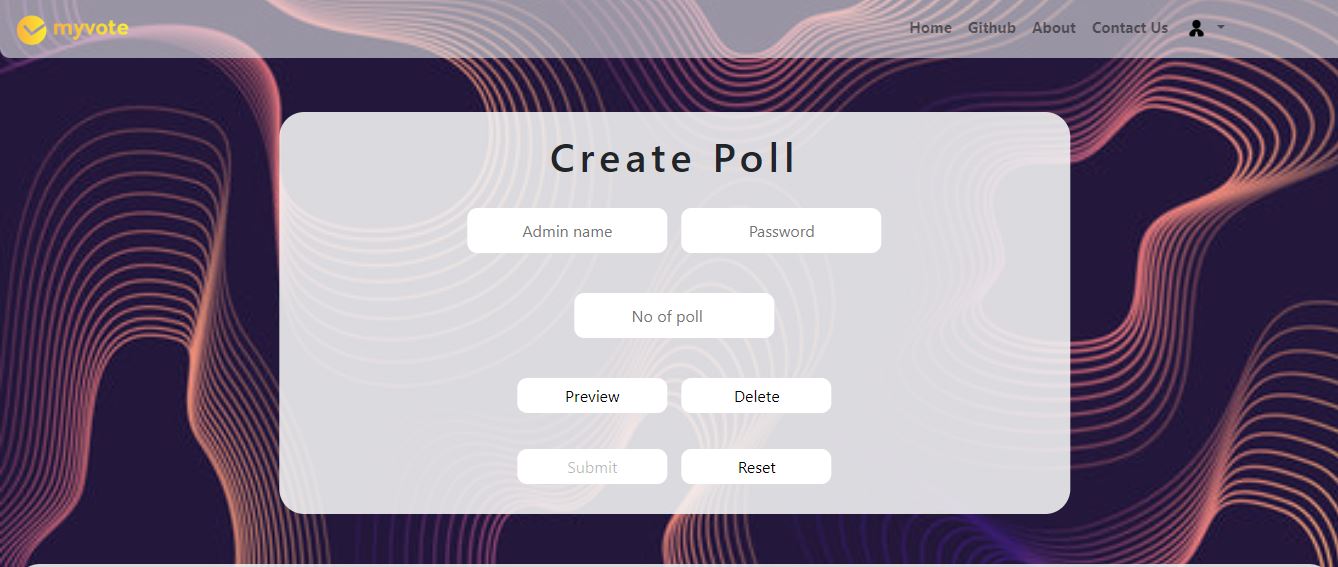 myvote
Home Github About Contact Us
Create Poll
Admin name Password
No of poll
Preview Delete
Submit Reset